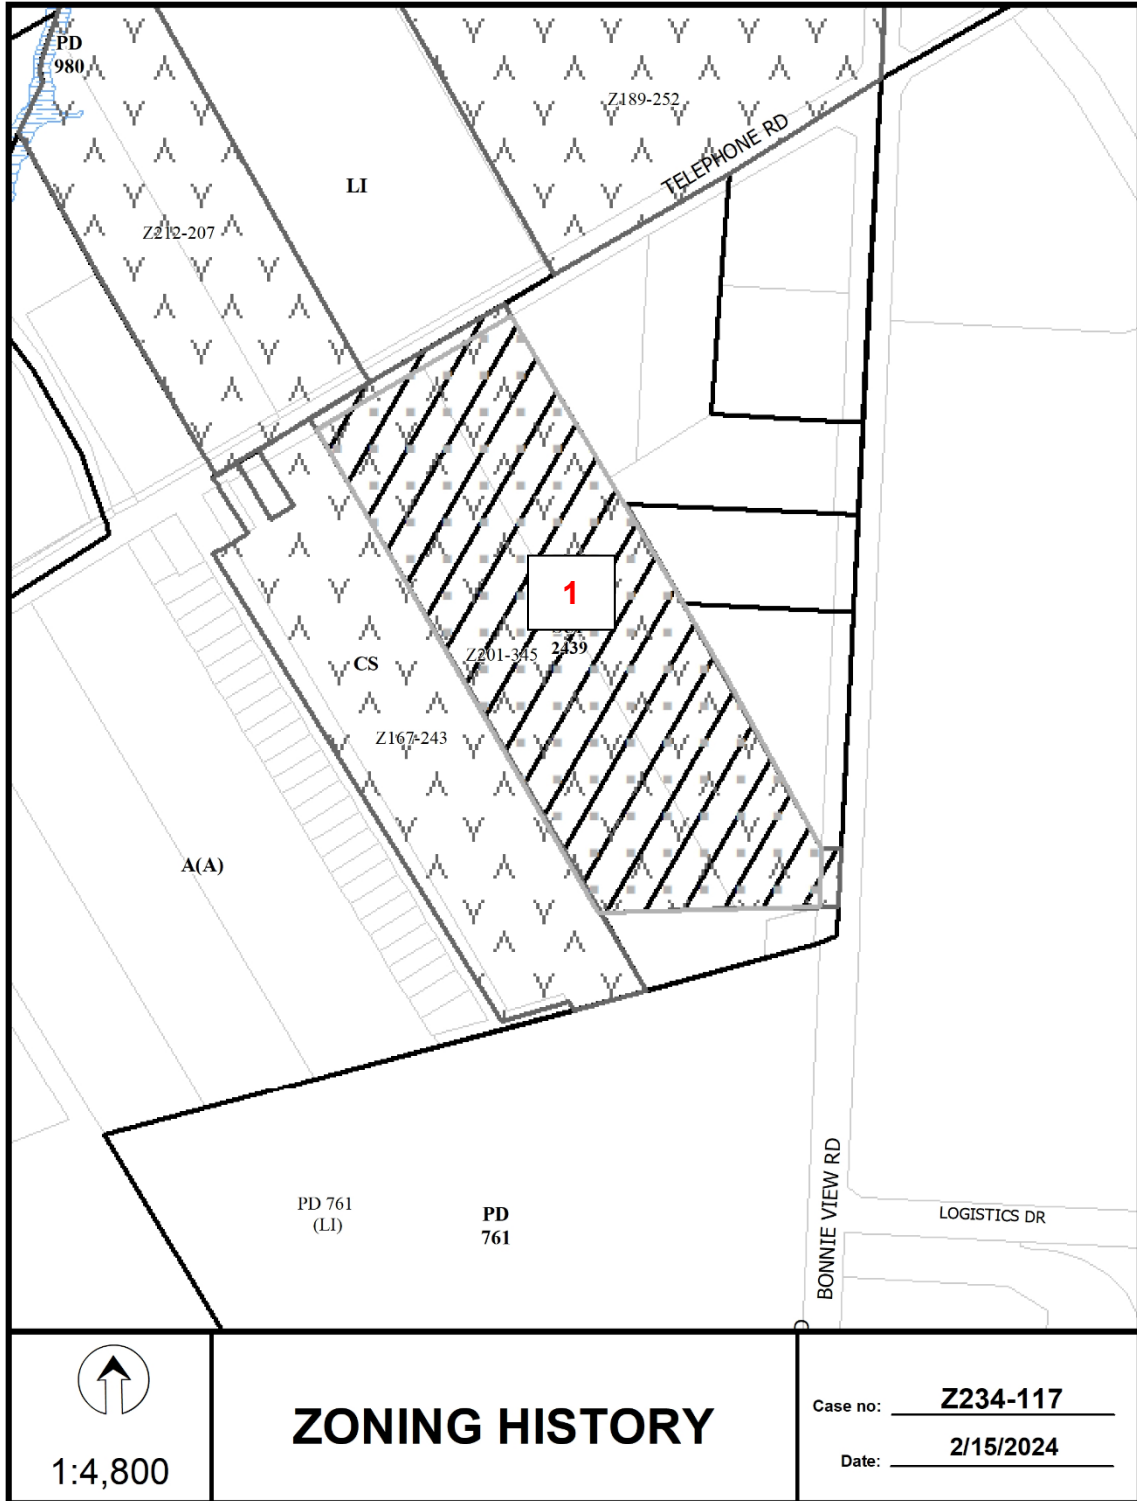 PD
980
Z189-252
TELEPHONE RD
LI
Z212-207
1
2439
Z201-345
CS
Z167-243
A(A)
PD 761
(LI)
PD
761
BONNIE VIEW RD
LOGISTICS DR
1:4,800
ZONING HISTORY
Case no: Z234-117
Date: 2/15/2024